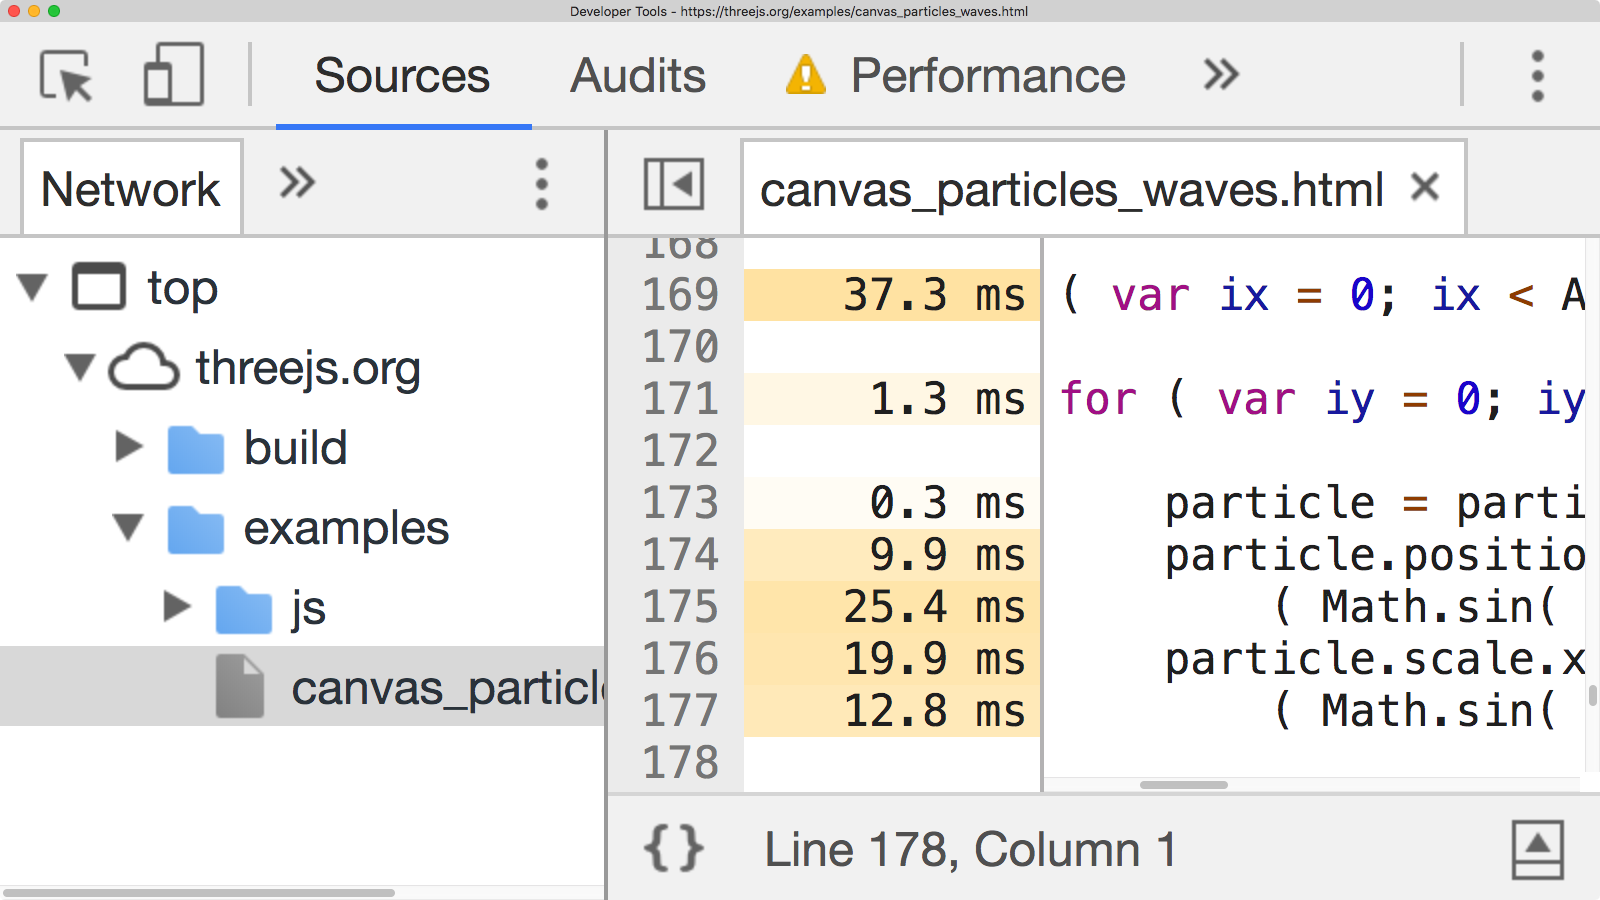 Developer Tools - https://threejs.org/examples/canvas_particles_waves.html
Sources Audits Performance
Network
canvas_particles_waves.html
top
threejs.org
build
examples
js
canvas_particl
168
169 37.3 ms ( var ix = 0; ix < A
170
171 1.3 ms for ( var iy = 0; iy
172
173 0.3 ms particle = parti
174 9.9 ms particle.positio
175 25.4 ms ( Math.sin(
176 19.9 ms particle.scale.x
177 12.8 ms ( Math.sin(
178
{} Line 178, Column 1